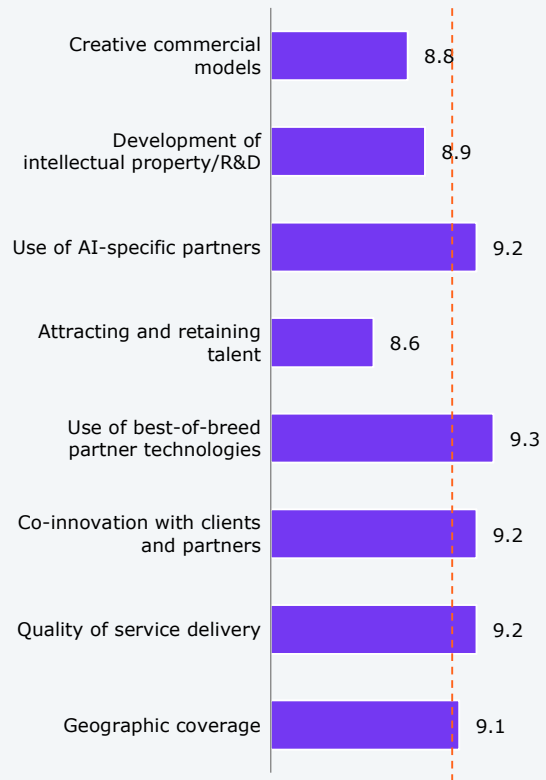 Creative commercial
models
8.8
Development of
intellectual property/R&D
8.9
Use of AI-specific partners
9.2
Attracting and retaining
talent
8.6
Use of best-of-breed
partner technologies
9.3
Co-innovation with clients
and partners
9.2
Quality of service delivery
9.2
Geographic coverage
9.1